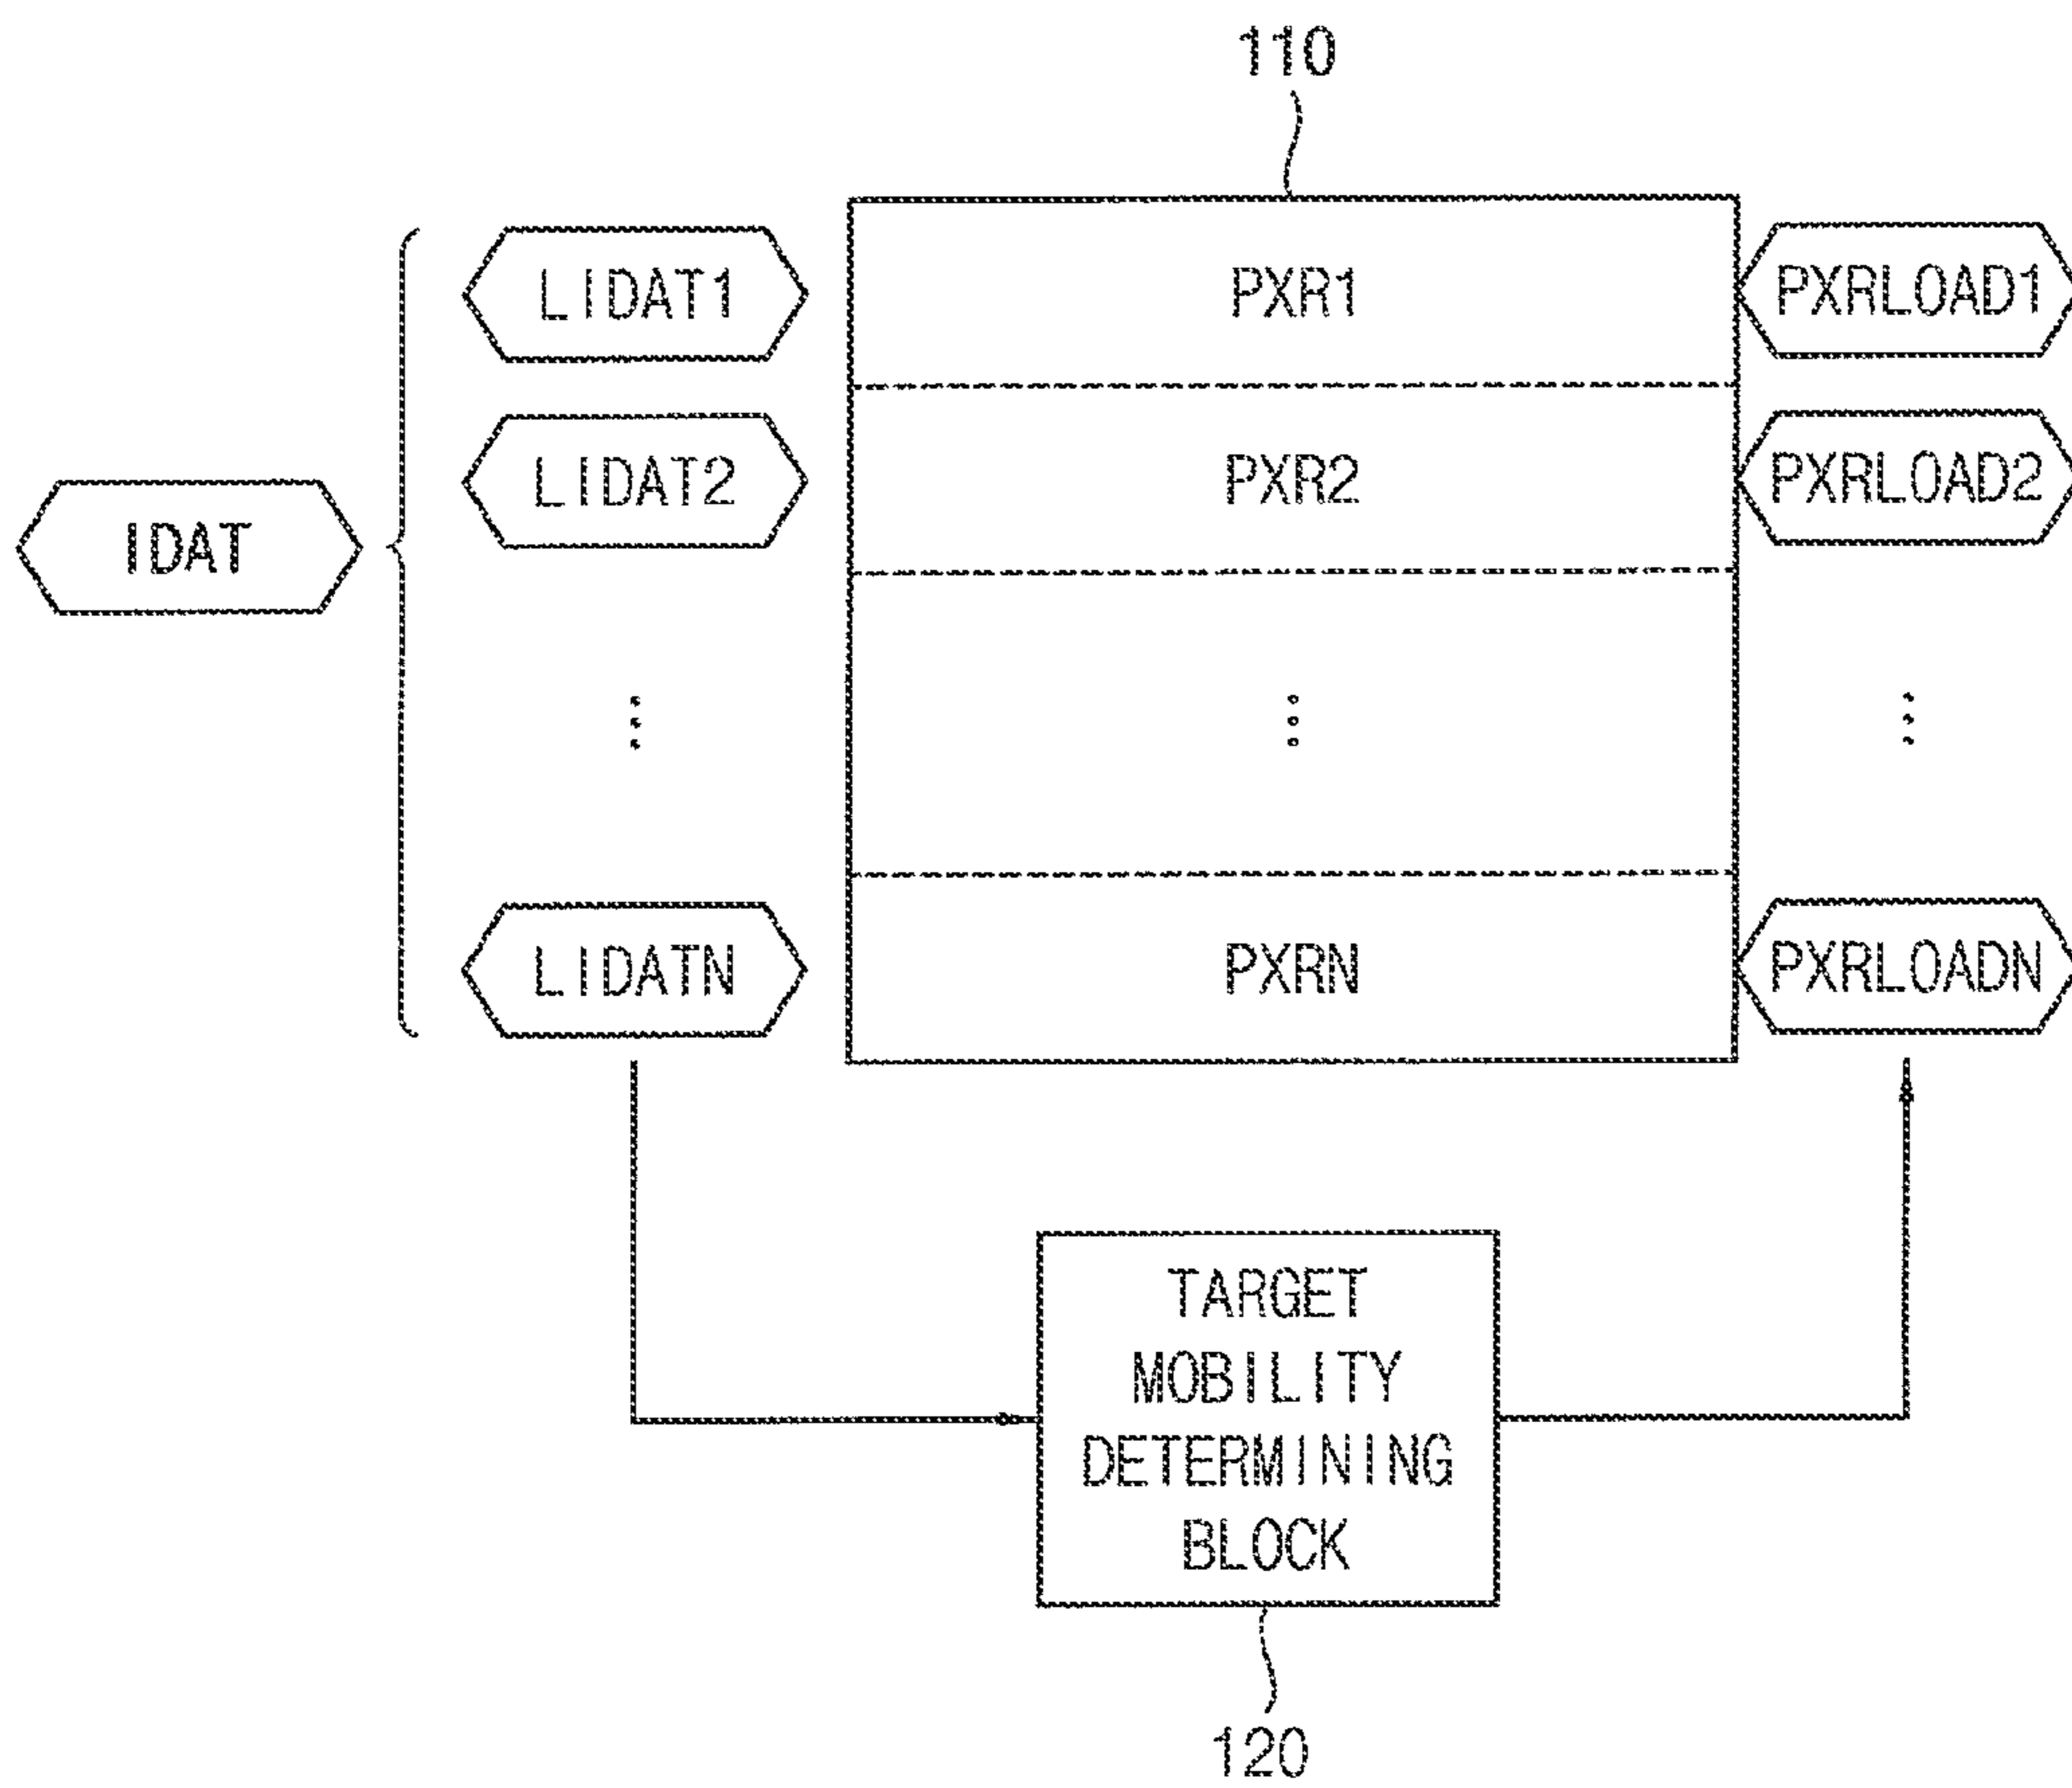 110
LIDAT1
PXR1
PXRLOAD1
LIDAT2
PXR2
PXRLOAD2
IDAT
LIDATN
PXRN
PXRLOADN
TARGET
MOBILITY
DETERMINING
BLOCK
120